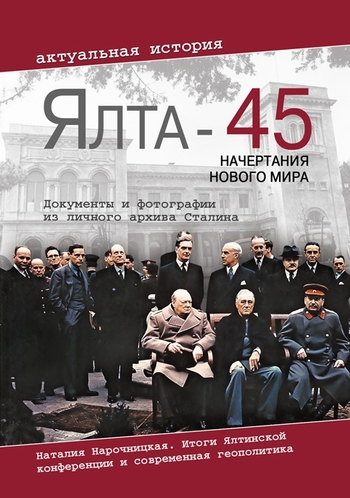 актуальная история
ЯЛТА - 45
НАЧЕРТАНИЯ
НОВОГО МИРА
Документы и фотографии
из личного архива Сталина
Наталия Нарочницкая. Итоги Ялтинской
конференции и современная геополитика